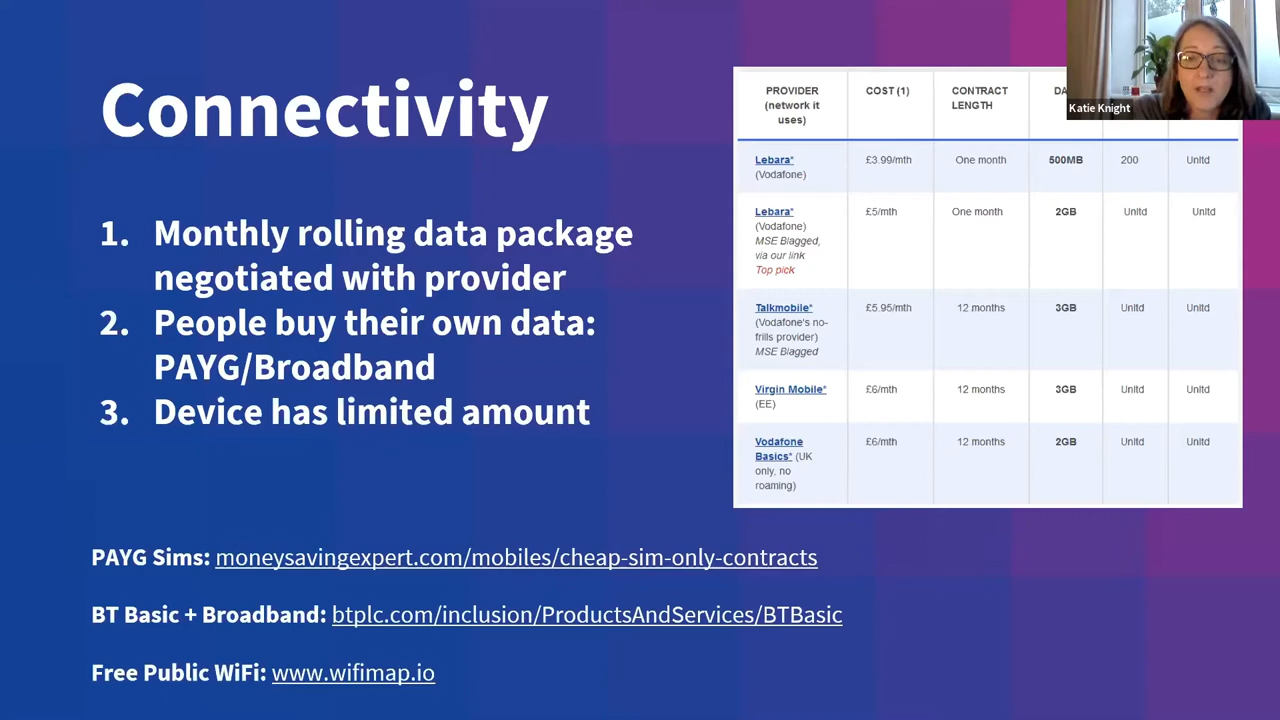 Connectivity
1. Monthly rolling data package
negotiated with provider
2. People buy their own data:
PAYG/Broadband
3. Device has limited amount
PROVIDER
(network it
uses)
COST (1)
CONTRACT
LENGTH
Katie Knight
Lebara*
(Vodafone)
£3.99/mth
One month
500MB
200
Unltd
Lebara*
(Vodafone)
MSE Blagged,
via our link
Top pick
£5/mth
One month
2GB
Unltd
Unltd
Talkmobile*
(Vodafone's no-
frills provider)
MSE Blagged
£5.95/mth
12 months
3GB
Unltd
Unltd
Virgin Mobile*
(EE)
£6/mth
12 months
3GB
Unltd
Unltd
Vodafone
Basics* (UK
only, no
roaming)
£6/mth
12 months
2GB
Unltd
Unltd
PAYG Sims: moneysavingexpert.com/mobiles/cheap-sim-only-contracts
BT Basic + Broadband: btplc.com/inclusion/ProductsAndServices/BTBasic
Free Public WiFi: www.wifimap.io